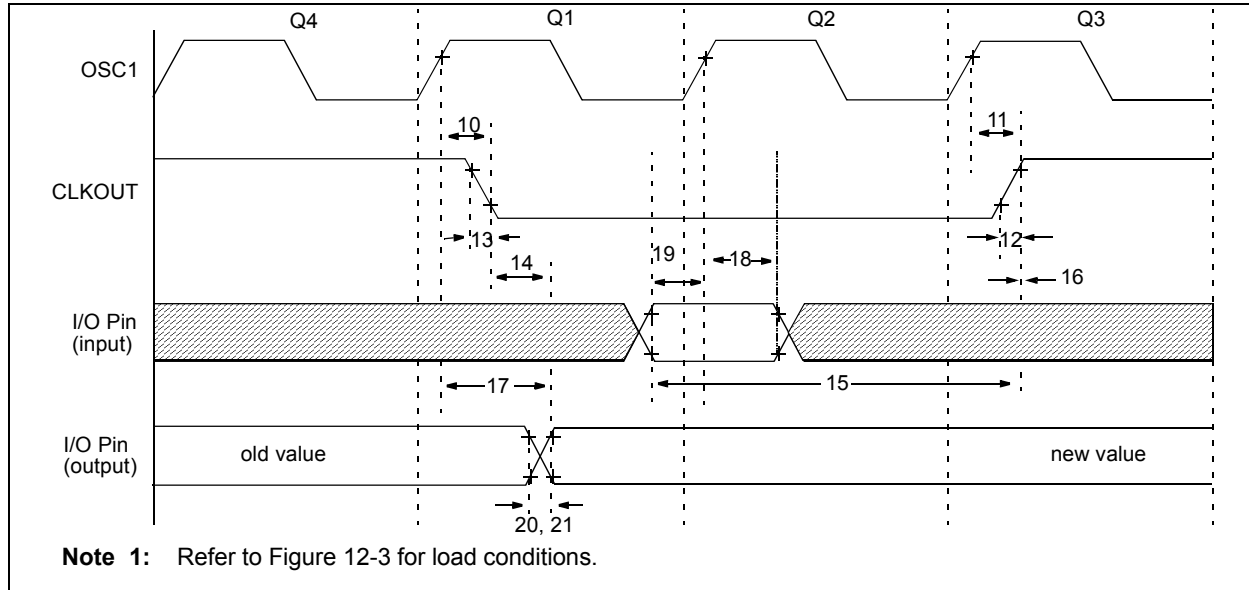 Q4 Q1 Q2 Q3
OSC1
10 11
CLKOUT
13 12
14 19 18 16
I/O Pin
(input)
17 15
I/O Pin
(output)
old value new value
20, 21
Note 1: Refer to Figure 12-3 for load conditions.